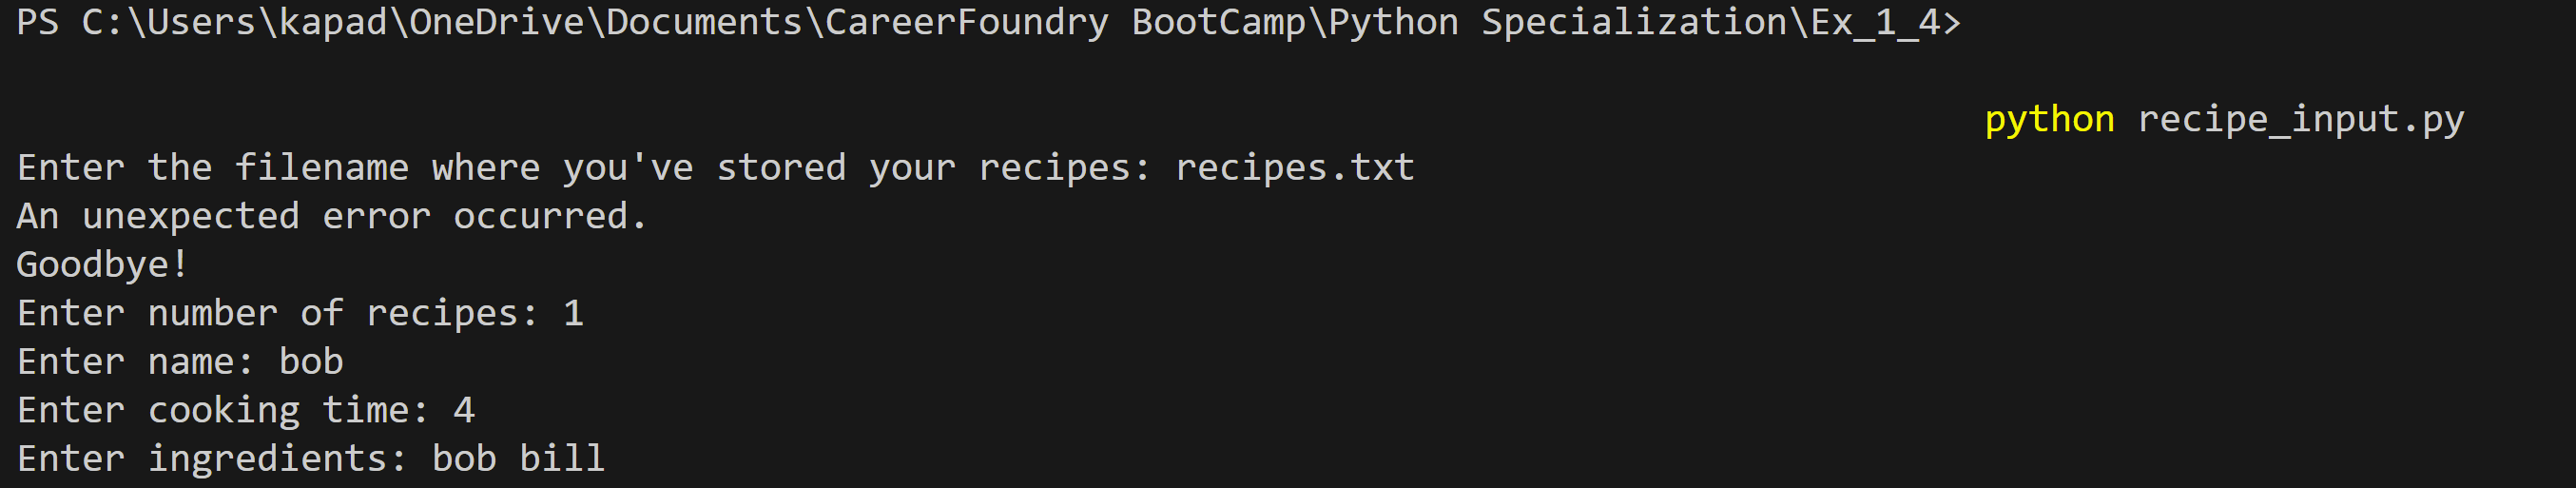 PS C:\Users\kapad\OneDrive\Documents\CareerFoundry BootCamp\Python Specialization\Ex_1_4>
python recipe_input.py
Enter the filename where you've stored your recipes: recipes.txt
An unexpected error occurred.
Goodbye!
Enter number of recipes: 1
Enter name: bob
Enter cooking time: 4
Enter ingredients: bob bill